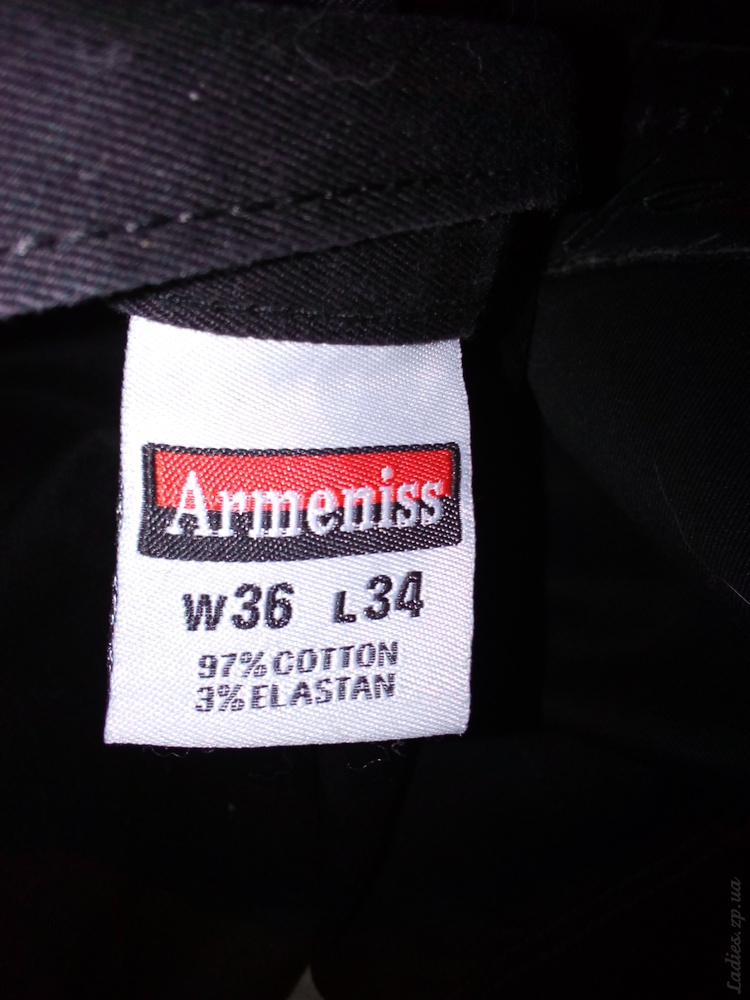 Armeniss
W36 L34
97% COTTON
3% ELASTAN
Ladies.zp.ua